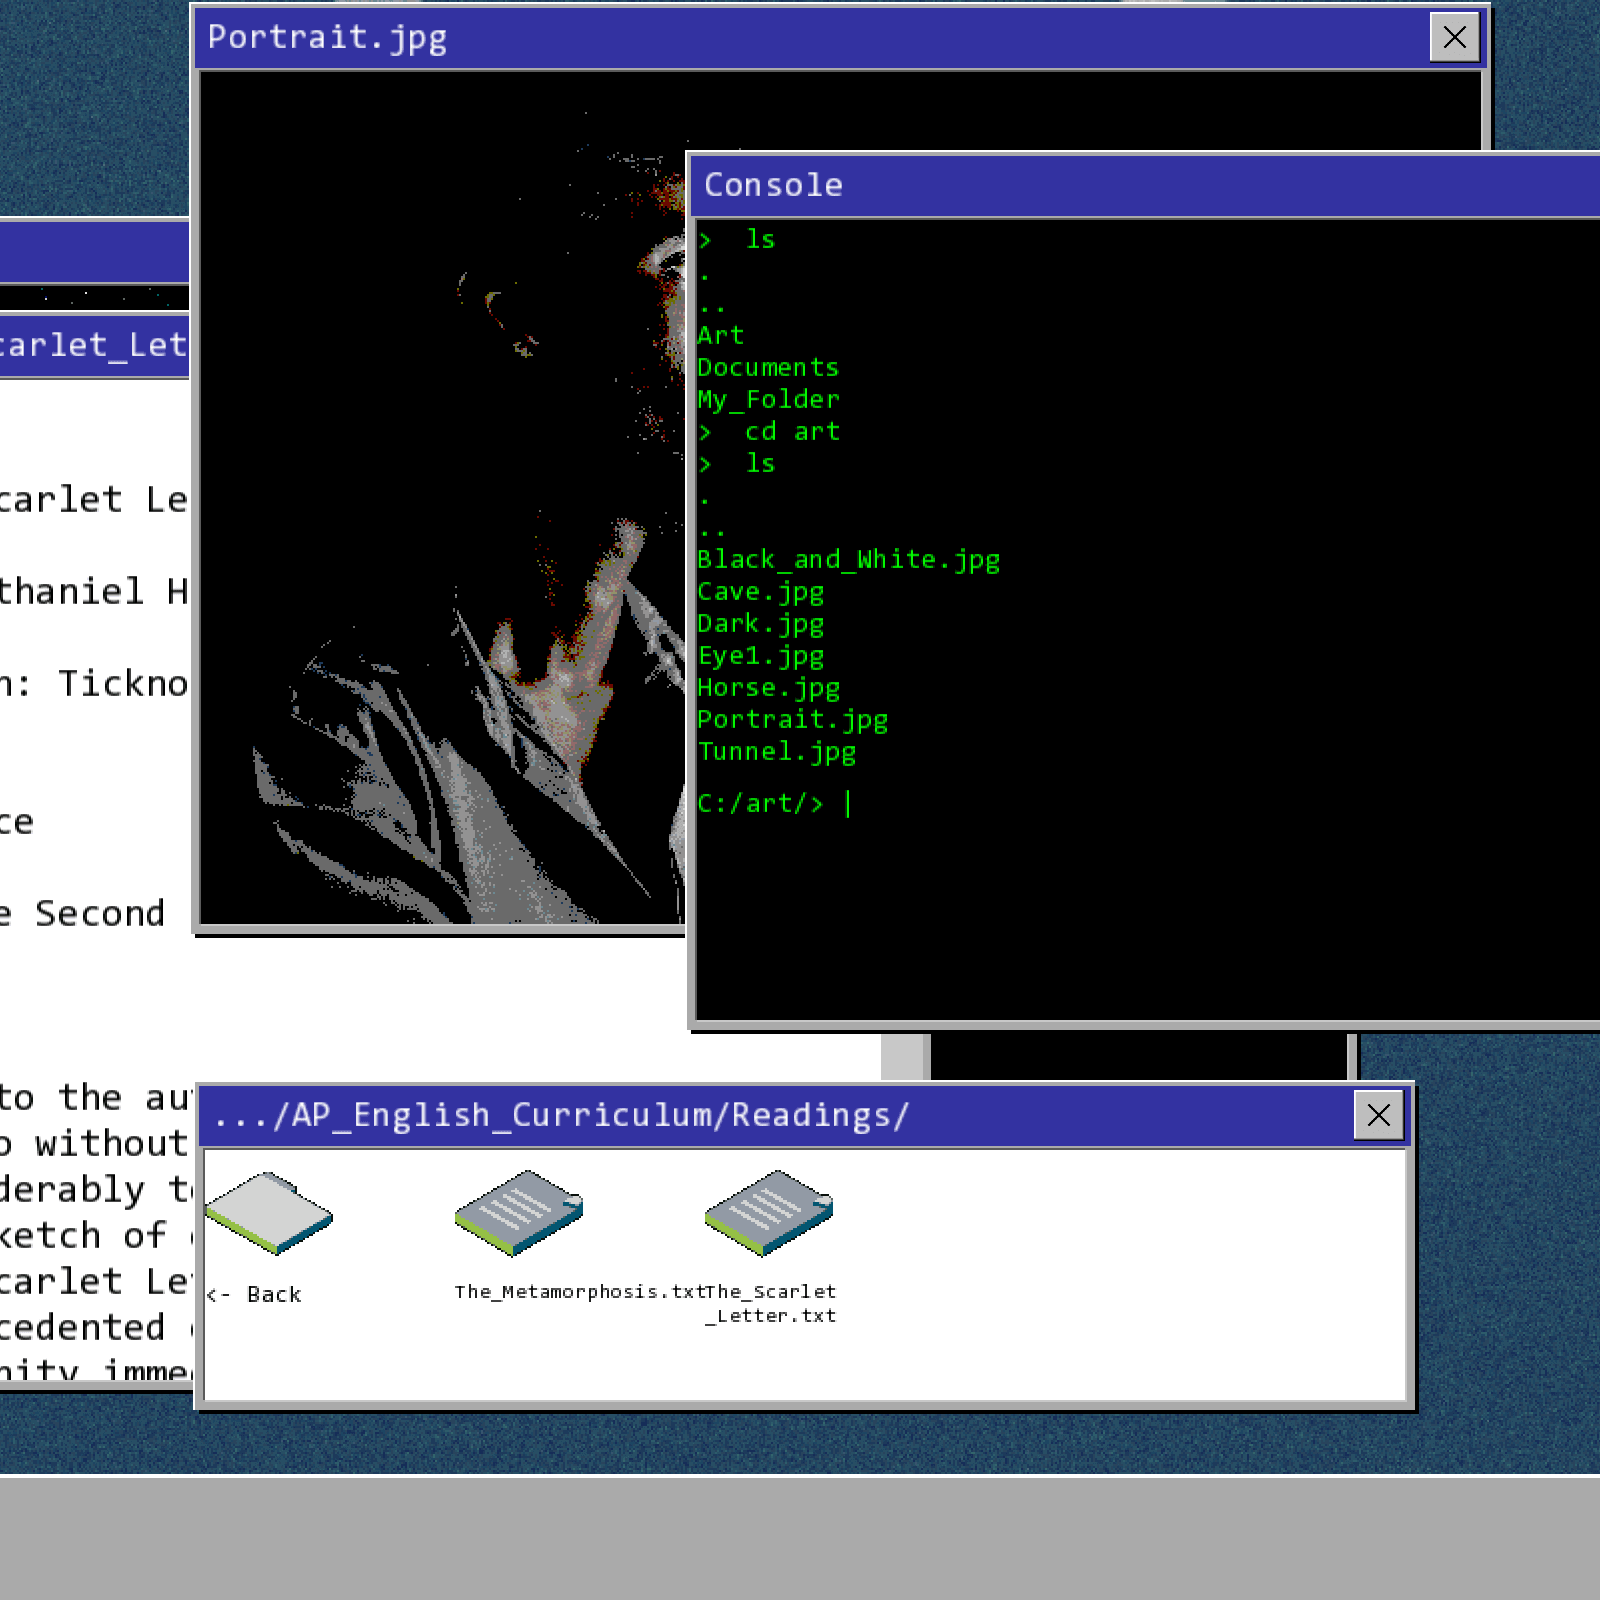 Portrait.jpg
Console
> ls
.
..
Art
Documents
My_Folder
> cd art
> ls
.
..
Black_and_White.jpg
Cave.jpg
Dark.jpg
Eye1.jpg
Horse.jpg
Portrait.jpg
Tunnel.jpg
C:/art/>
carlet_Let
carlet Le
thaniel H
n: Tickno
ce
e Second
to the au
o without
derably t
ketch of
carlet Le
cedented
nity imme
.../AP_English_Curriculum/Readings/
<- Back
The_Metamorphosis.txt
The_Scarlet
_Letter.txt